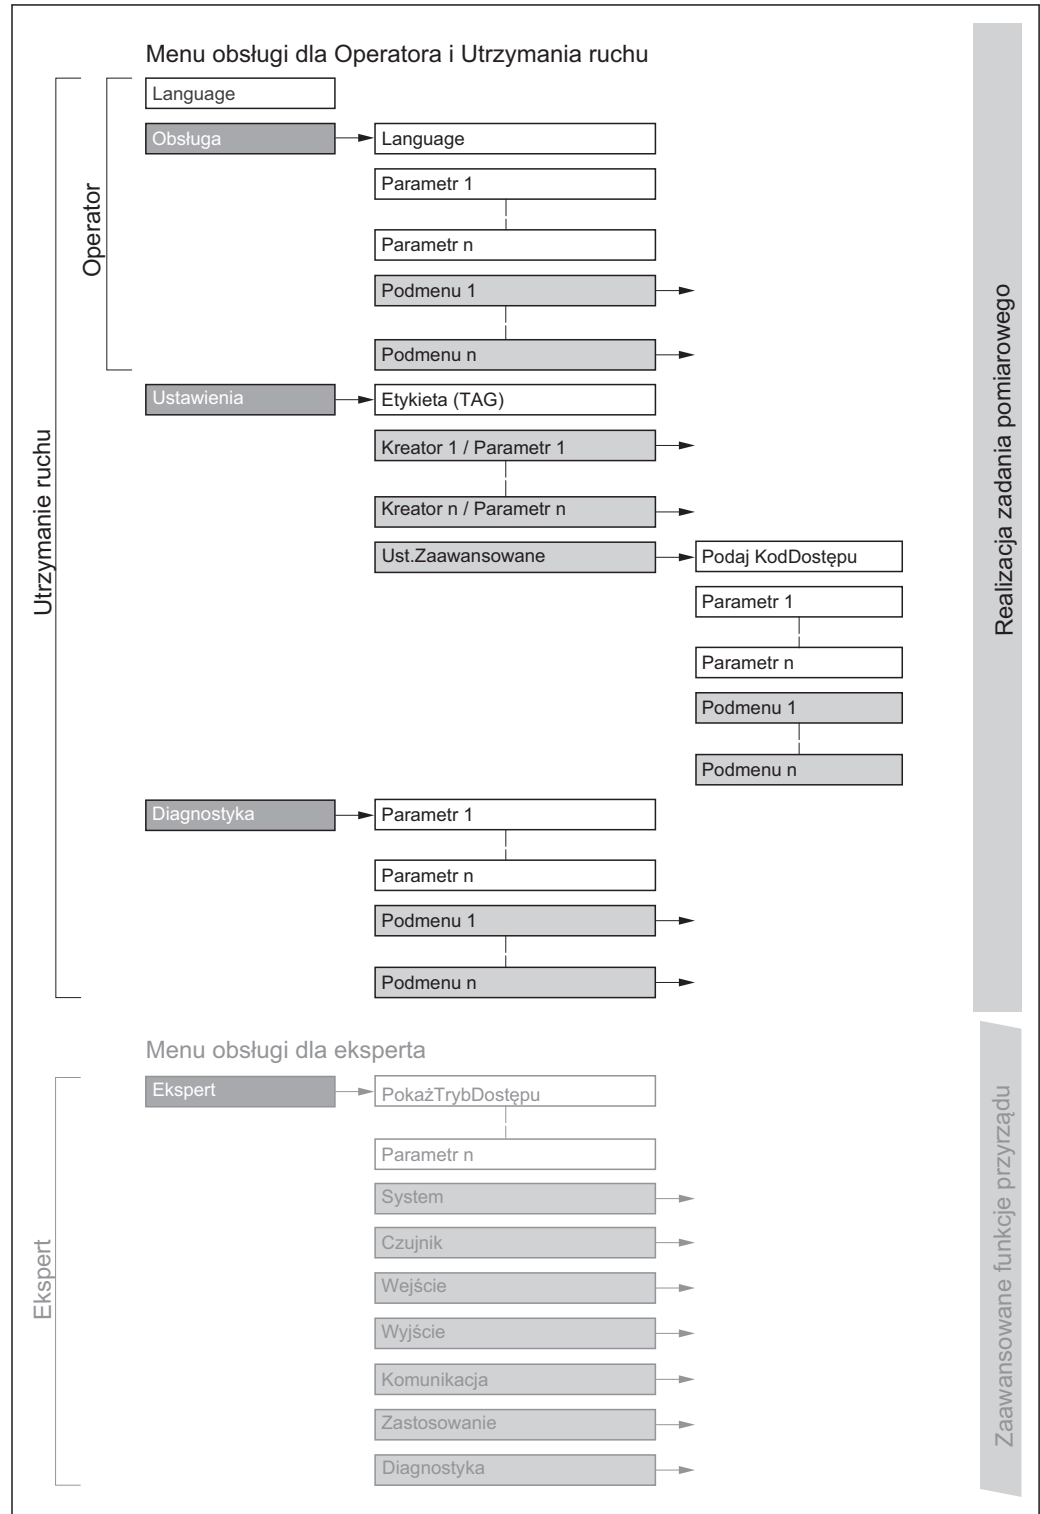 Menu obsługi dla Operatora i Utrzymania ruchu
Language
Obsługa
Language
Parametr 1
Parametr n
Podmenu 1
Podmenu n
Operator
Ustawienia
Etykieta (TAG)
Kreator 1 / Parametr 1
Kreator n / Parametr n
Ust.Zaawansowane
Podaj KodDostępu
Parametr 1
Parametr n
Podmenu 1
Podmenu n
Diagnostyka
Parametr 1
Parametr n
Podmenu 1
Podmenu n
Utrzymanie ruchu
Realizacja zadania pomiarowego
Menu obsługi dla eksperta
Ekspert
PokażTrybDostępu
Parametr n
System
Czujnik
Wejście
Wyjście
Komunikacja
Zastosowanie
Diagnostyka
Ekspert
Zaawansowane funkcje przyrządu